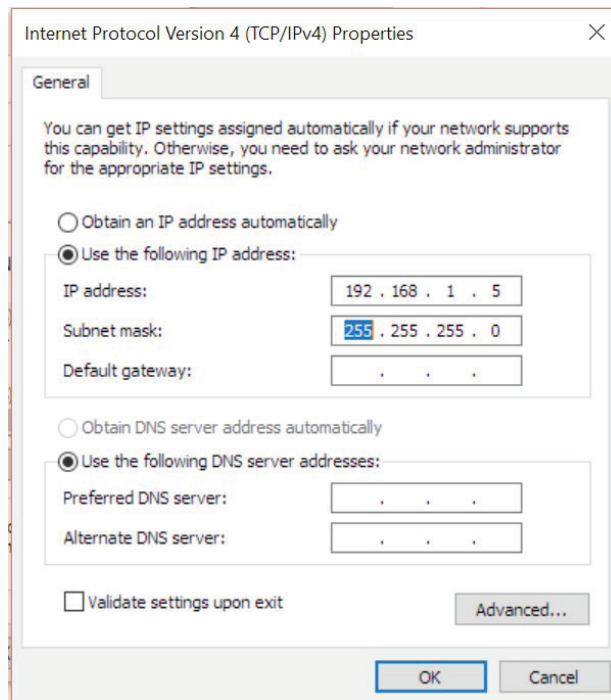 Internet Protocol Version 4 (TCP/IPv4) Properties
General
You can get IP settings assigned automatically if your network supports
this capability. Otherwise, you need to ask your network administrator
for the appropriate IP settings.
Obtain an IP address automatically
Use the following IP address:
IP address: 192 . 168 . 1 . 5
Subnet mask: 255 . 255 . 255 . 0
Default gateway: . . .
Obtain DNS server address automatically
Use the following DNS server addresses:
Preferred DNS server: . . .
Alternate DNS server: . . .
Validate settings upon exit
Advanced...
OK Cancel